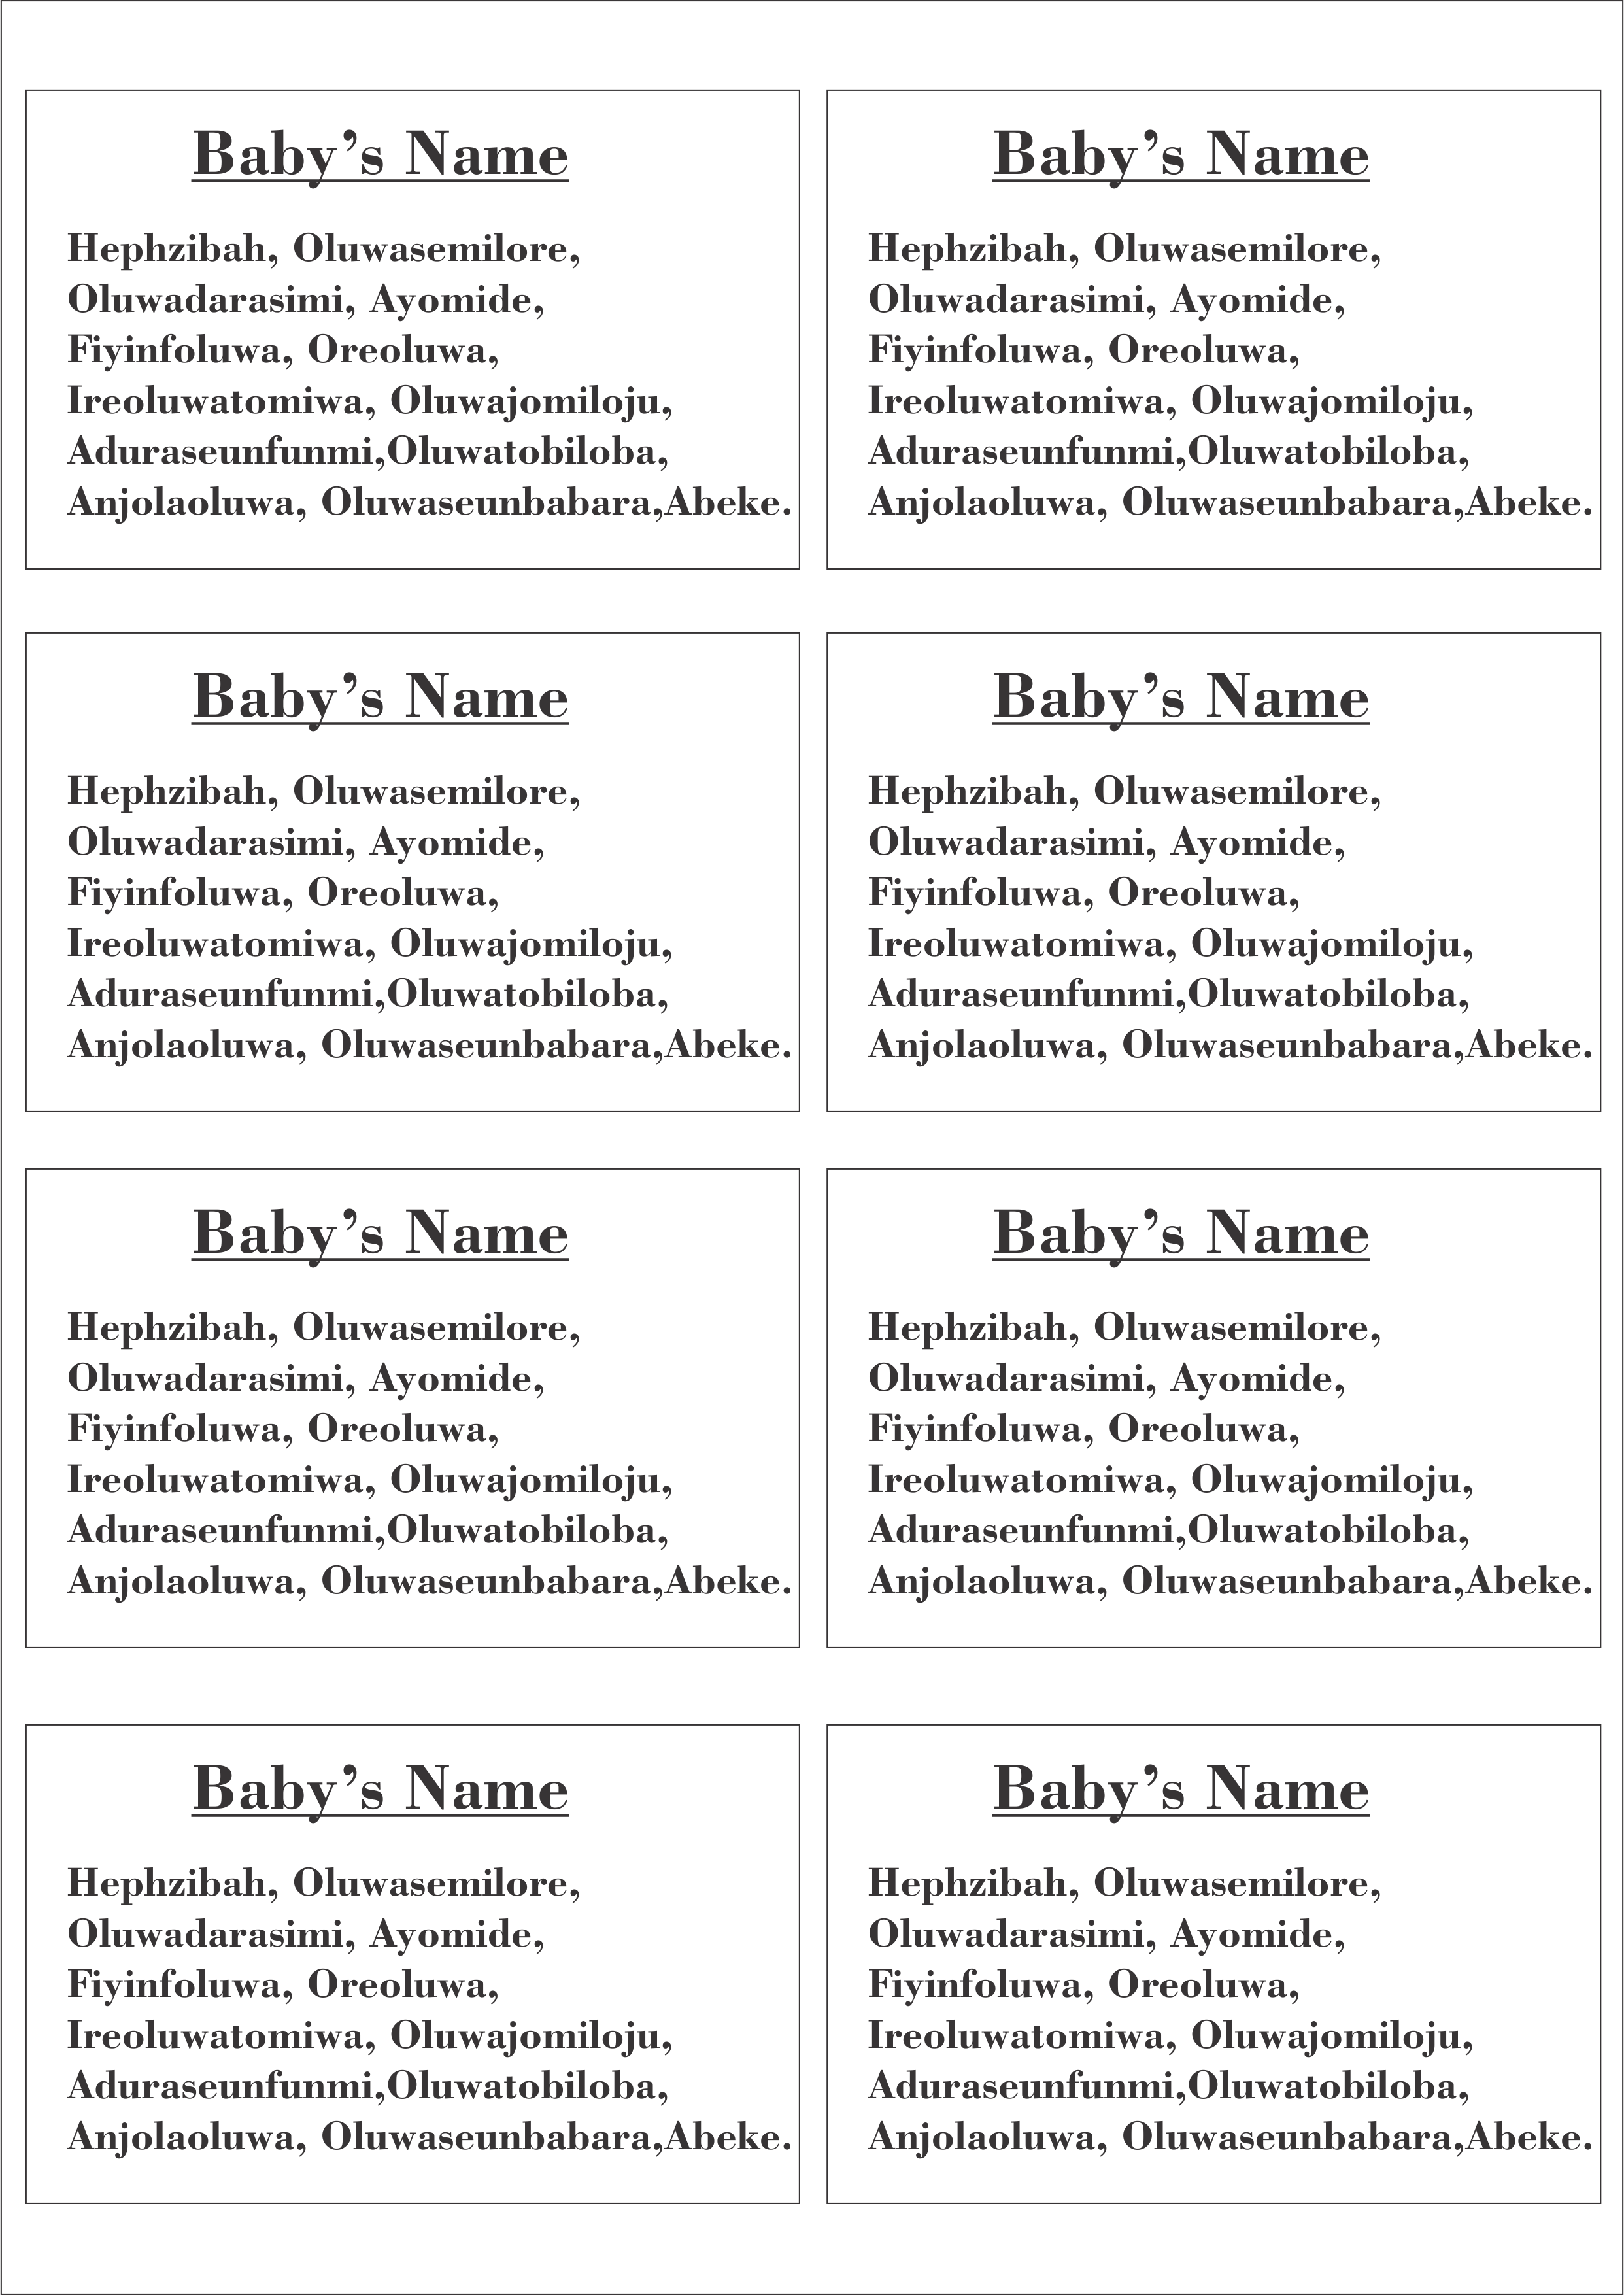 Baby’s Name
Hephzibah, Oluwasemilore,
Oluwadarasimi, Ayomide,
Fiyinfoluwa, Oreoluwa,
Ireoluwatomiwa, Oluwajomiloju,
Aduraseunfunmi,Oluwatobiloba,
Anjolaoluwa, Oluwaseunbabara,Abeke.
Baby’s Name
Hephzibah, Oluwasemilore,
Oluwadarasimi, Ayomide,
Fiyinfoluwa, Oreoluwa,
Ireoluwatomiwa, Oluwajomiloju,
Aduraseunfunmi,Oluwatobiloba,
Anjolaoluwa, Oluwaseunbabara,Abeke.
Baby’s Name
Hephzibah, Oluwasemilore,
Oluwadarasimi, Ayomide,
Fiyinfoluwa, Oreoluwa,
Ireoluwatomiwa, Oluwajomiloju,
Aduraseunfunmi,Oluwatobiloba,
Anjolaoluwa, Oluwaseunbabara,Abeke.
Baby’s Name
Hephzibah, Oluwasemilore,
Oluwadarasimi, Ayomide,
Fiyinfoluwa, Oreoluwa,
Ireoluwatomiwa, Oluwajomiloju,
Aduraseunfunmi,Oluwatobiloba,
Anjolaoluwa, Oluwaseunbabara,Abeke.
Baby’s Name
Hephzibah, Oluwasemilore,
Oluwadarasimi, Ayomide,
Fiyinfoluwa, Oreoluwa,
Ireoluwatomiwa, Oluwajomiloju,
Aduraseunfunmi,Oluwatobiloba,
Anjolaoluwa, Oluwaseunbabara,Abeke.
Baby’s Name
Hephzibah, Oluwasemilore,
Oluwadarasimi, Ayomide,
Fiyinfoluwa, Oreoluwa,
Ireoluwatomiwa, Oluwajomiloju,
Aduraseunfunmi,Oluwatobiloba,
Anjolaoluwa, Oluwaseunbabara,Abeke.
Baby’s Name
Hephzibah, Oluwasemilore,
Oluwadarasimi, Ayomide,
Fiyinfoluwa, Oreoluwa,
Ireoluwatomiwa, Oluwajomiloju,
Aduraseunfunmi,Oluwatobiloba,
Anjolaoluwa, Oluwaseunbabara,Abeke.
Baby’s Name
Hephzibah, Oluwasemilore,
Oluwadarasimi, Ayomide,
Fiyinfoluwa, Oreoluwa,
Ireoluwatomiwa, Oluwajomiloju,
Aduraseunfunmi,Oluwatobiloba,
Anjolaoluwa, Oluwaseunbabara,Abeke.